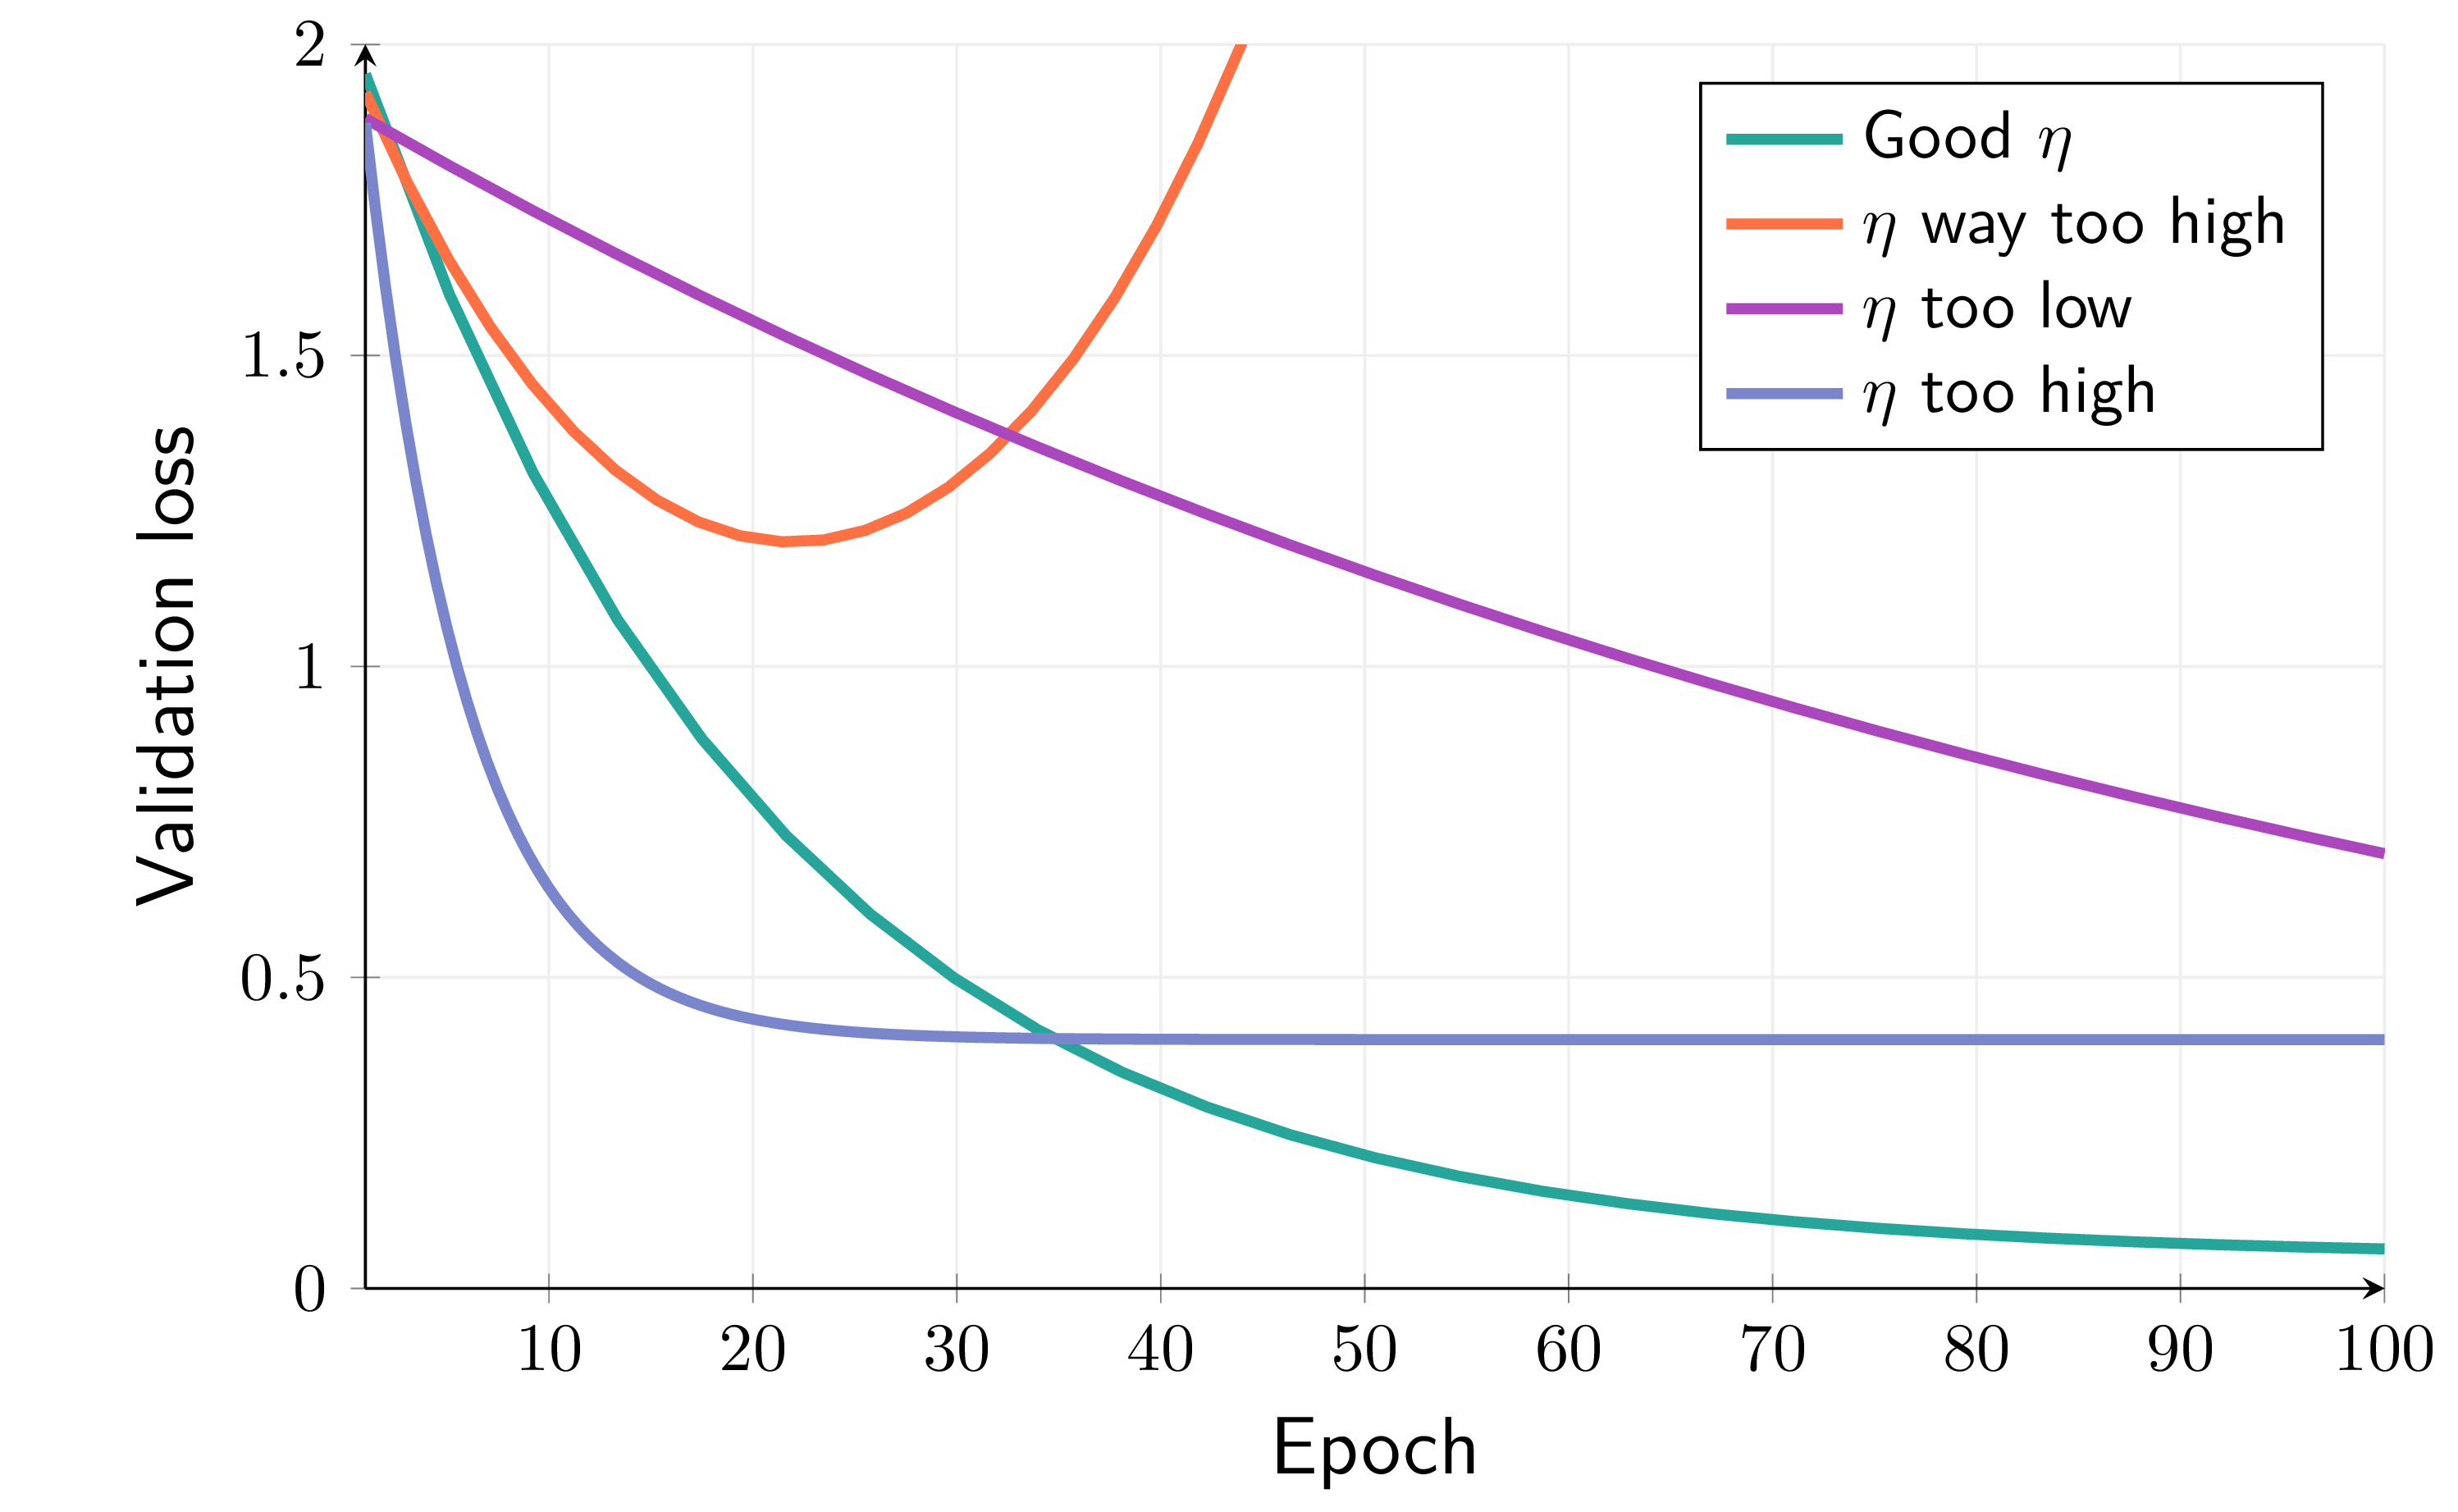 2
1.5
1
0.5
0
Validation loss
Good η
η way too high
η too low
η too high
10 20 30 40 50 60 70 80 90 100
Epoch